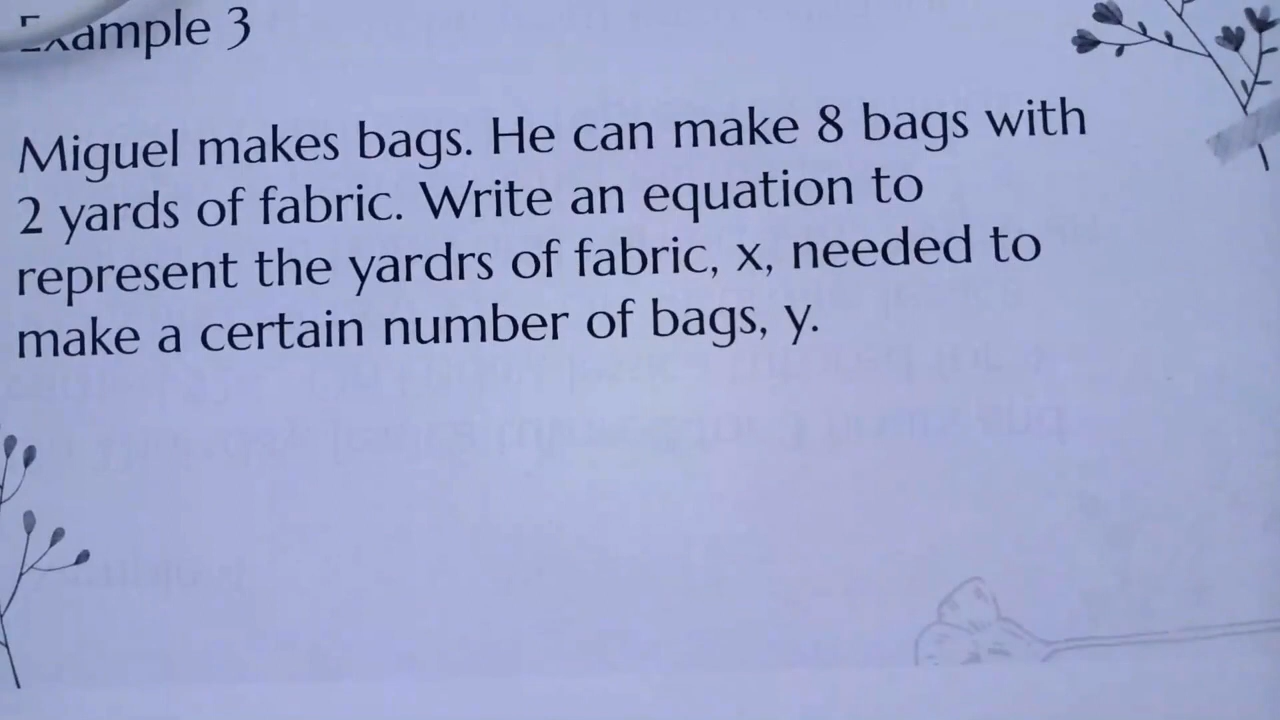 Example 3
Miguel makes bags. He can make 8 bags with
2 yards of fabric. Write an equation to
represent the yardrs of fabric, x, needed to
make a certain number of bags, y.